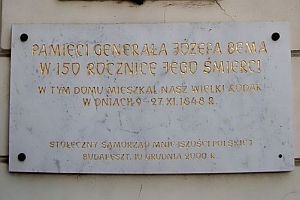 PAMIĘCI GENERAŁA JÓZEFA BEMA
W 150 ROCZNICĘ JEGO ŚMIERCI
W TYM DOMU MIESZKAŁ NASZ WIELKI RODAK
W DNIACH 9-27. XI. 1848 R.
STOŁECZNY SAMORZĄD MNIEJSZOŚCI POLSKIEJ
BUDAPESZT, 10 GRUDNIA 2000 R.